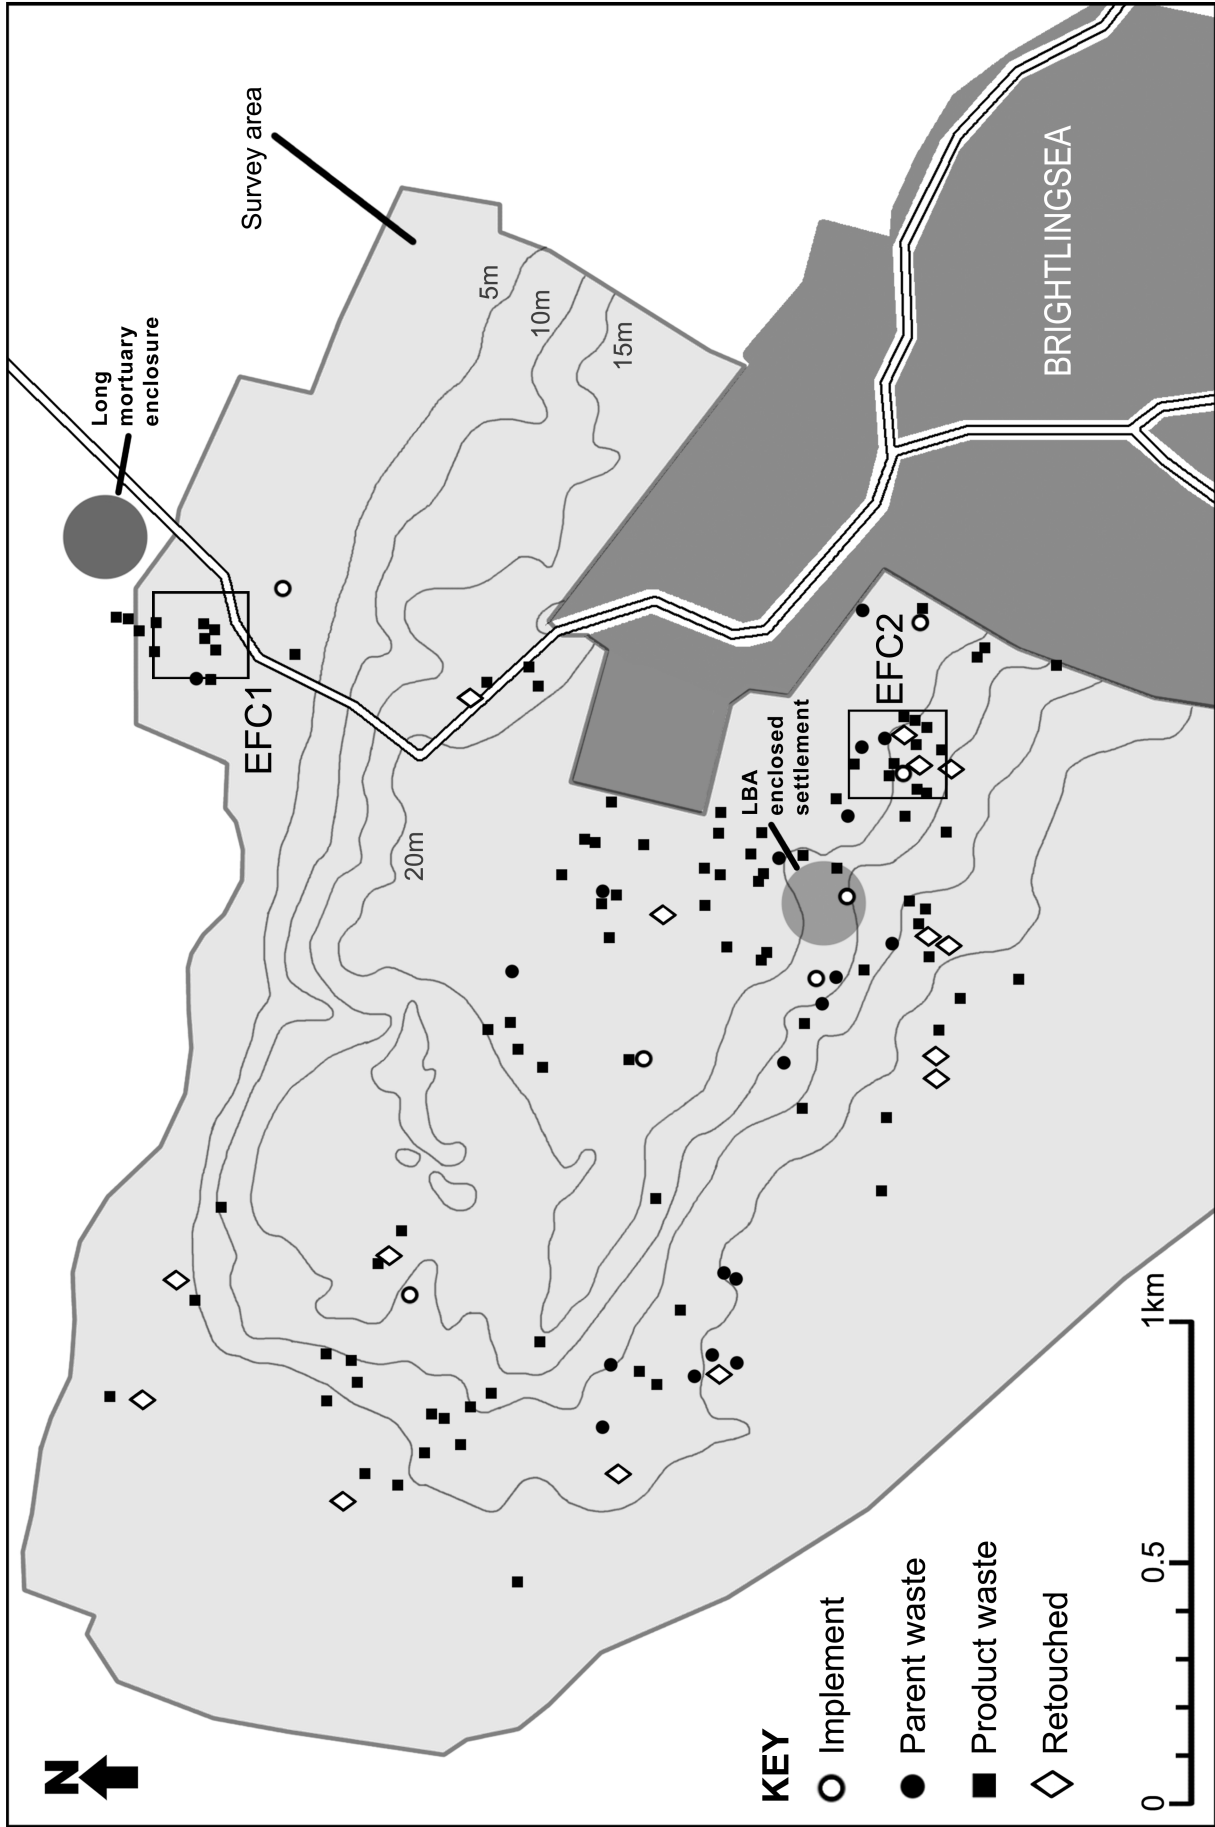 Survey area
Long
mortuary
enclosure
5m
10m
15m
20m
EFC1
BRIGHTLINGSEA
EFC2
LBA
enclosed
settlement
N
KEY
Implement
Parent waste
Product waste
Retouched
0
0.5
1km